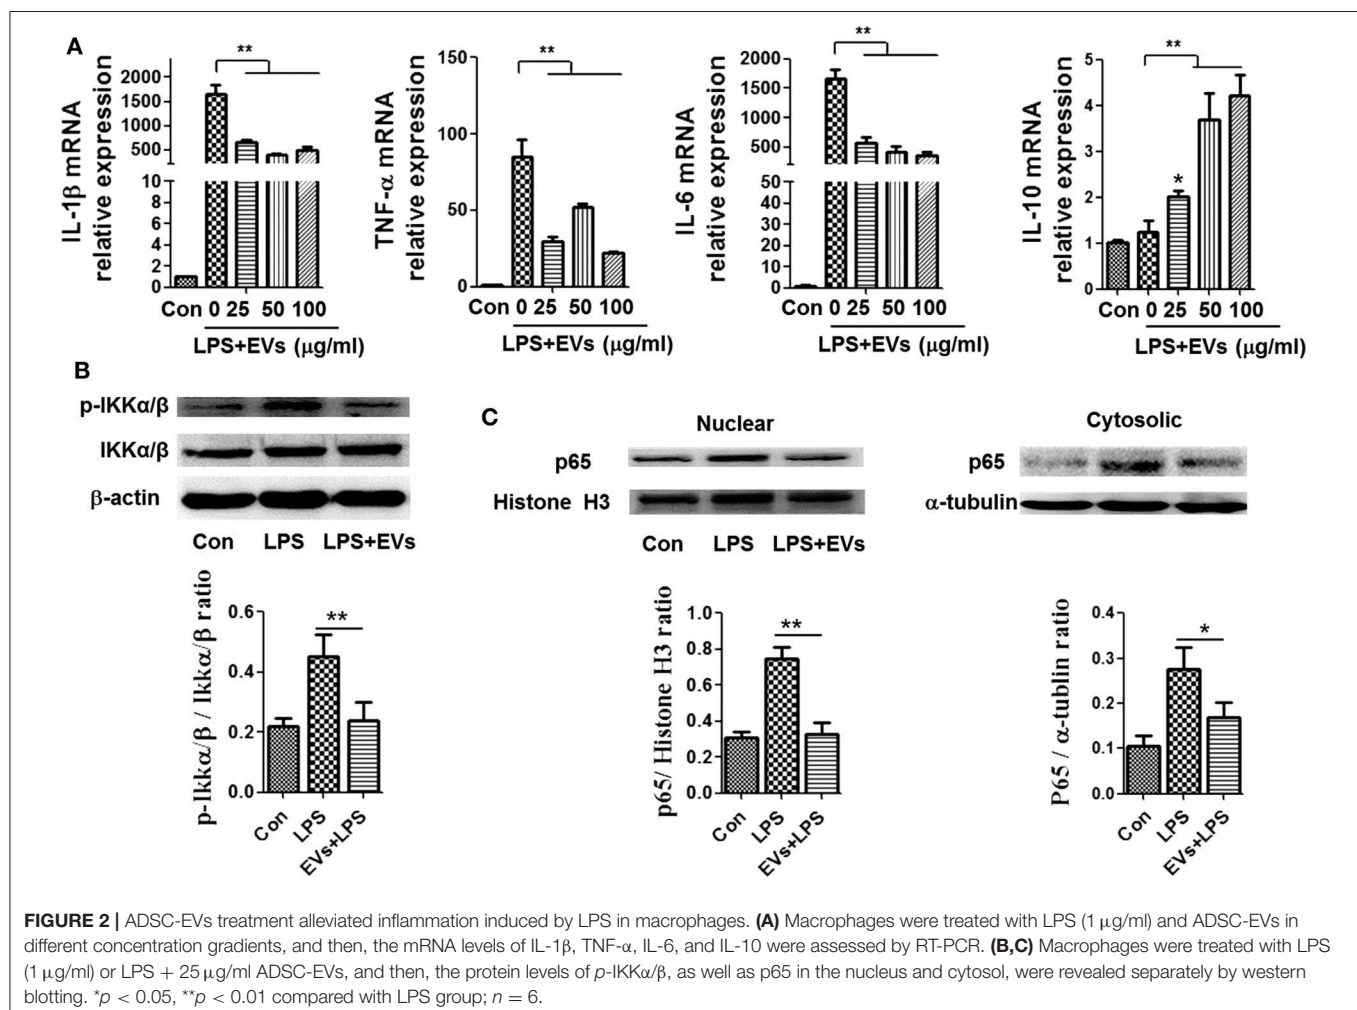 A
IL-1β mRNA
relative expression
2000
1500
1000
500
10
8
6
4
2
0
**
Con 0 25 50 100
LPS+EVs (μg/ml)
TNF-α mRNA
relative expression
150
100
50
0
**
Con 0 25 50 100
LPS+EVs (μg/ml)
IL-6 mRNA
relative expression
2000
1500
1000
500
50
40
30
20
10
0
**
Con 0 25 50 100
LPS+EVs (μg/ml)
IL-10 mRNA
relative expression
5
4
3
2
1
0
**
*
Con 0 25 50 100
LPS+EVs (μg/ml)
B
p-IKKα/β
IKKα/β
β-actin
Con LPS LPS+EVs
p-Ikkα/β / Ikkα/β ratio
0.6
0.4
0.2
0.0
**
Con
LPS
EVs+LPS
C
Nuclear
p65
Histone H3
Con LPS LPS+EVs
Cytosolic
p65
α-tubulin
p65/ Histone H3 ratio
1.0
0.8
0.6
0.4
0.2
0.0
**
Con
LPS
EVs+LPS
P65 / α-tublin ratio
0.4
0.3
0.2
0.1
0.0
*
Con
LPS
EVs+LPS
FIGURE 2 | ADSC-EVs treatment alleviated inflammation induced by LPS in macrophages. (A) Macrophages were treated with LPS (1 μg/ml) and ADSC-EVs in
different concentration gradients, and then, the mRNA levels of IL-1β, TNF-α, IL-6, and IL-10 were assessed by RT-PCR. (B,C) Macrophages were treated with LPS
(1 μg/ml) or LPS + 25 μg/ml ADSC-EVs, and then, the protein levels of p-IKKα/β, as well as p65 in the nucleus and cytosol, were revealed separately by western
blotting. *p < 0.05, **p < 0.01 compared with LPS group; n = 6.